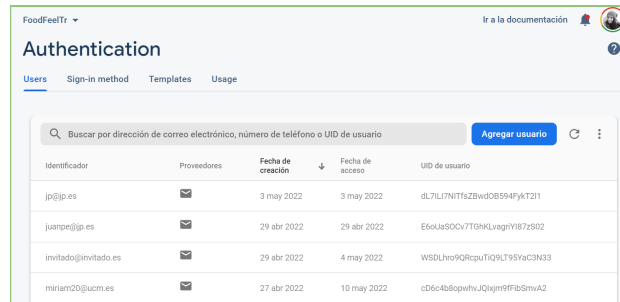 FoodFeelTr
Ir a la documentación
Authentication
Users Sign-in method Templates Usage
Buscar por dirección de correo electrónico, número de teléfono o UID de usuario
Agregar usuario
Identificador Proveedores Fecha de creación Fecha de acceso UID de usuario
jp@jp.es 3 may 2022 3 may 2022 dL7ILI7NITfsZBwdOB594FykT2l1
juanpe@jp.es 29 abr 2022 29 abr 2022 E6oUaSOCv7TGhKLvagriYI87zS02
invitado@invitado.es 29 abr 2022 4 may 2022 WSDLhro9QRcpuTiQ9LT95YaC3N33
miriam20@ucm.es 27 abr 2022 10 may 2022 cD6c4b8opwhvJQIxjm9fFibSmvA2